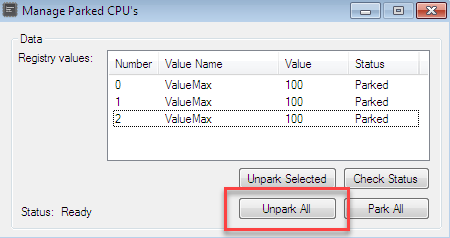 Manage Parked CPU's
Data
Registry values:
Number Value Name Value Status
0 ValueMax 100 Parked
1 ValueMax 100 Parked
2 ValueMax 100 Parked
Unpark Selected Check Status
Status: Ready Unpark All Park All